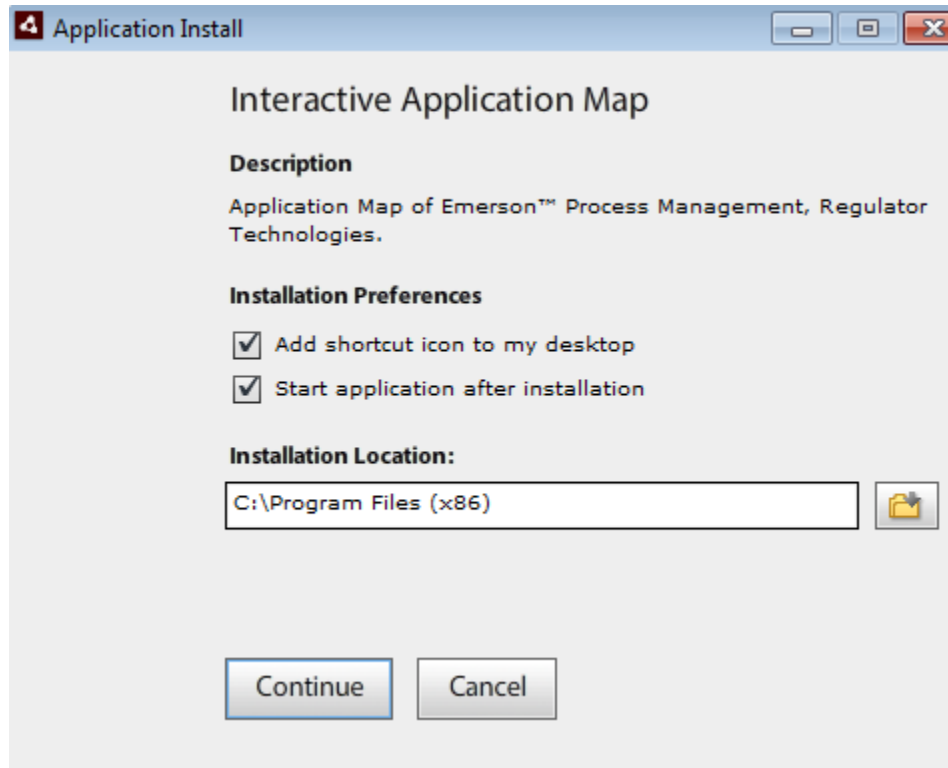 Application Install
Interactive Application Map
Description
Application Map of Emerson™ Process Management, Regulator
Technologies.
Installation Preferences
Add shortcut icon to my desktop
Start application after installation
Installation Location:
C:\Program Files (x86)
Continue
Cancel